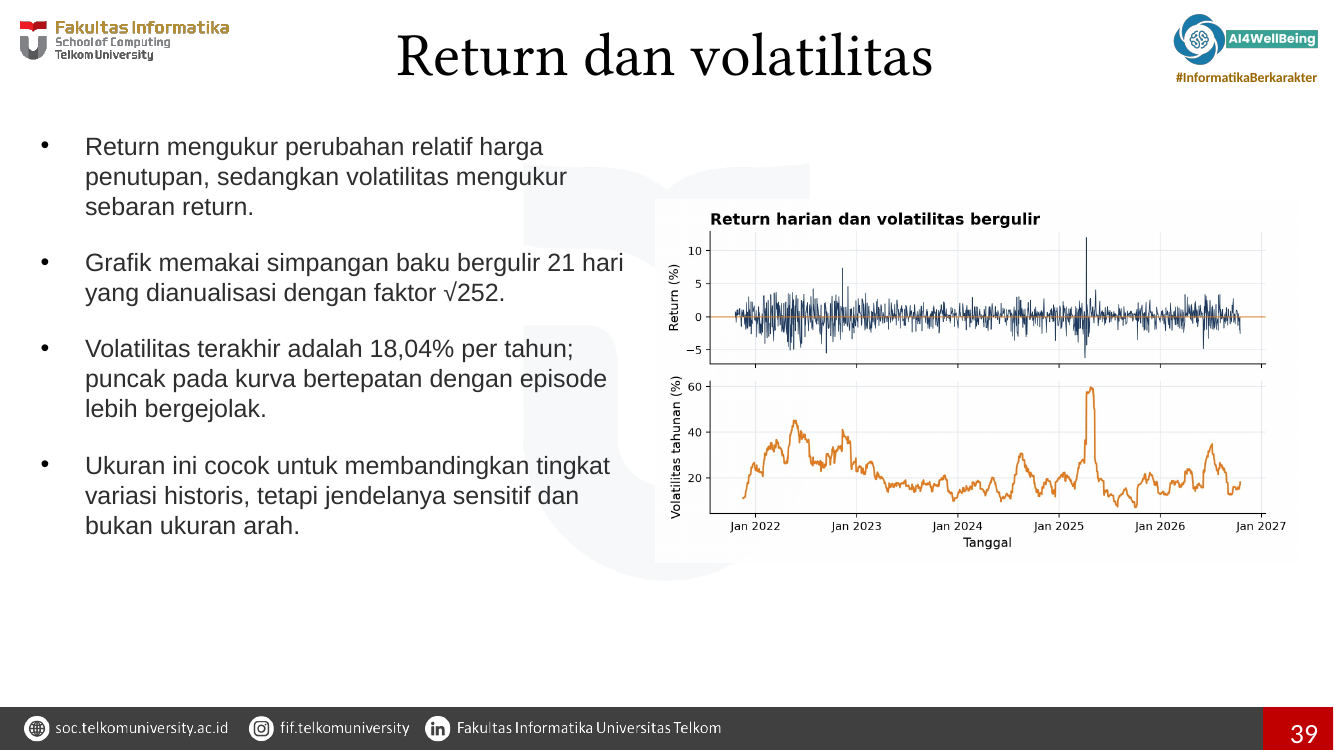 Fakultas Informatika
School of Computing
Telkom University
Return dan volatilitas
AI4WellBeing
#InformatikaBerkarakter
• Return mengukur perubahan relatif harga
penutupan, sedangkan volatilitas mengukur
sebaran return.
• Grafik memakai simpangan baku bergulir 21 hari
yang dianualisasi dengan faktor √252.
• Volatilitas terakhir adalah 18,04% per tahun;
puncak pada kurva bertepatan dengan episode
lebih bergejolak.
• Ukuran ini cocok untuk membandingkan tingkat
variasi historis, tetapi jendelanya sensitif dan
bukan ukuran arah.
Return harian dan volatilitas bergulir
Return (%)
10
5
0
−5
Volatilitas tahunan (%)
60
40
20
Jan 2022 Jan 2023 Jan 2024 Jan 2025 Jan 2026 Jan 2027
Tanggal
soc.telkomuniversity.ac.id fif.telkomuniversity in Fakultas Informatika Universitas Telkom
39